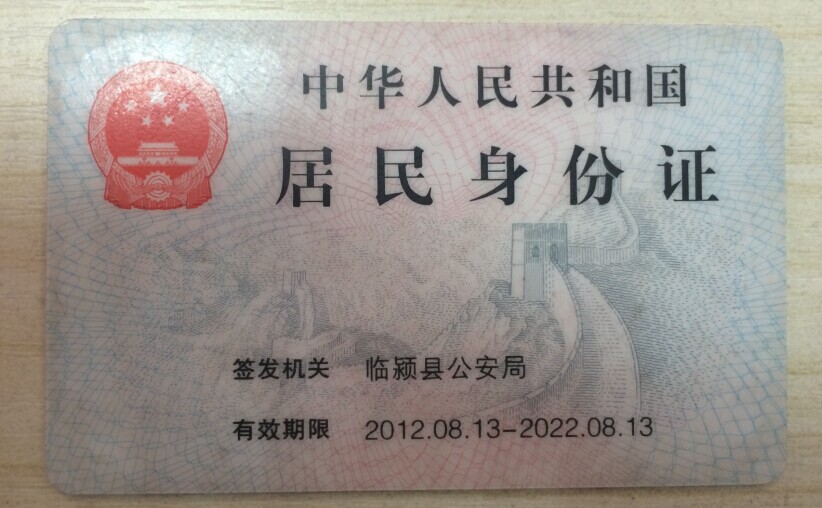 中华人民共和国
居民身份证
签发机关 临颍县公安局
有效期限 2012.08.13-2022.08.13